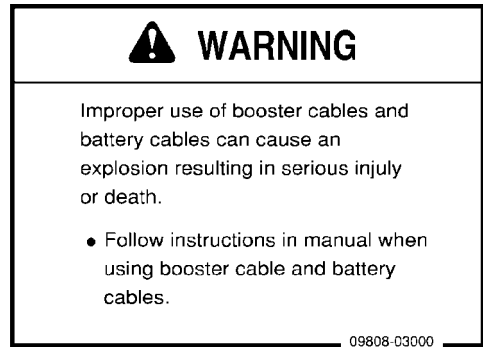 WARNING
Improper use of booster cables and
battery cables can cause an
explosion resulting in serious injuly
or death.
• Follow instructions in manual when
using booster cable and battery
cables.
09808-03000